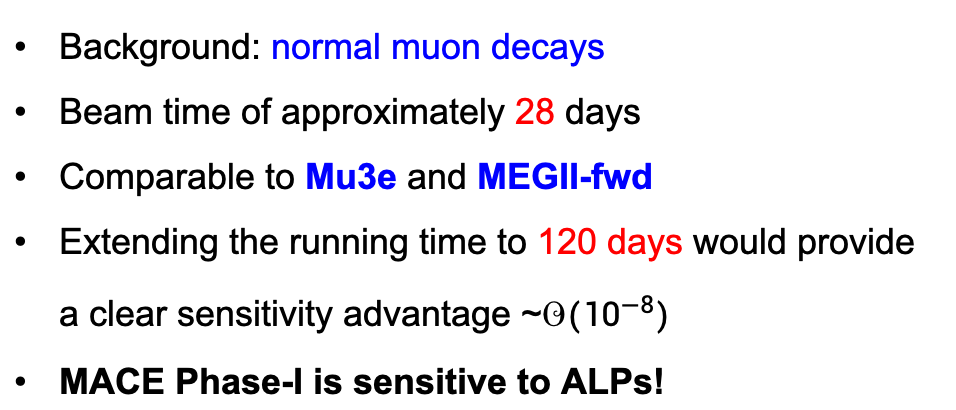 • Background: normal muon decays
• Beam time of approximately 28 days
• Comparable to Mu3e and MEGII-fwd
• Extending the running time to 120 days would provide
a clear sensitivity advantage ~𝒪(10⁻⁸)
• MACE Phase-I is sensitive to ALPs!